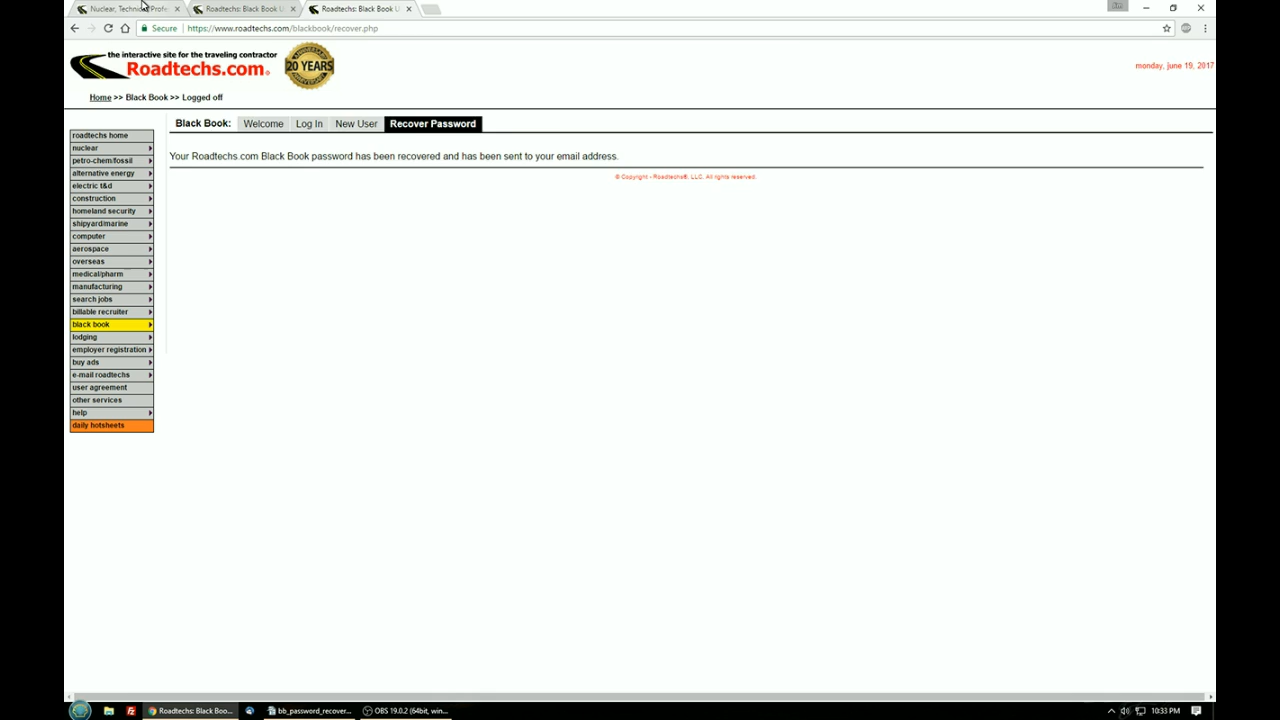 Nuclear, Techni
Roadtechs: Black Book U
Roadtechs: Black Book U
Secure
https://www.roadtechs.com/blackbook/recover.php
the interactive site for the traveling contractor
Roadtechs.com®
ANNIVERSARY
20 YEARS
monday, june 19, 2017
Home >> Black Book >> Logged off
Black Book:
Welcome
Log In
New User
Recover Password
roadtechs home
nuclear
petro-chem/fossil
alternative energy
electric t&d
construction
homeland security
shipyard/marine
computer
aerospace
overseas
medical/pharm
manufacturing
search jobs
billable recruiter
black book
lodging
employer registration
buy ads
e-mail roadtechs
user agreement
other services
help
daily hotsheets
Your Roadtechs.com Black Book password has been recovered and has been sent to your email address.
© Copyright - Roadtechs®, LLC. All rights reserved.
Roadtechs: Black Boo...
bb_password_recover...
OBS 19.0.2 (64bit, win...
10:33 PM